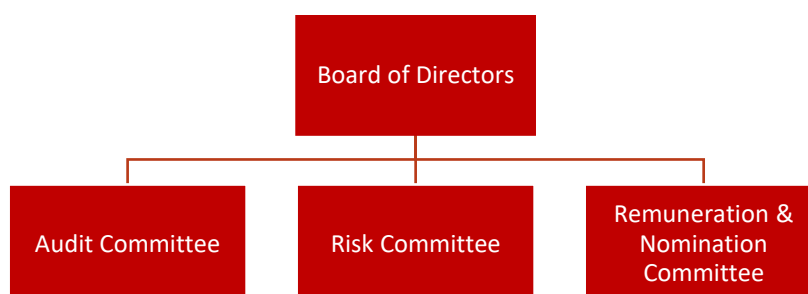 Board of Directors
Audit Committee
Risk Committee
Remuneration &
Nomination
Committee